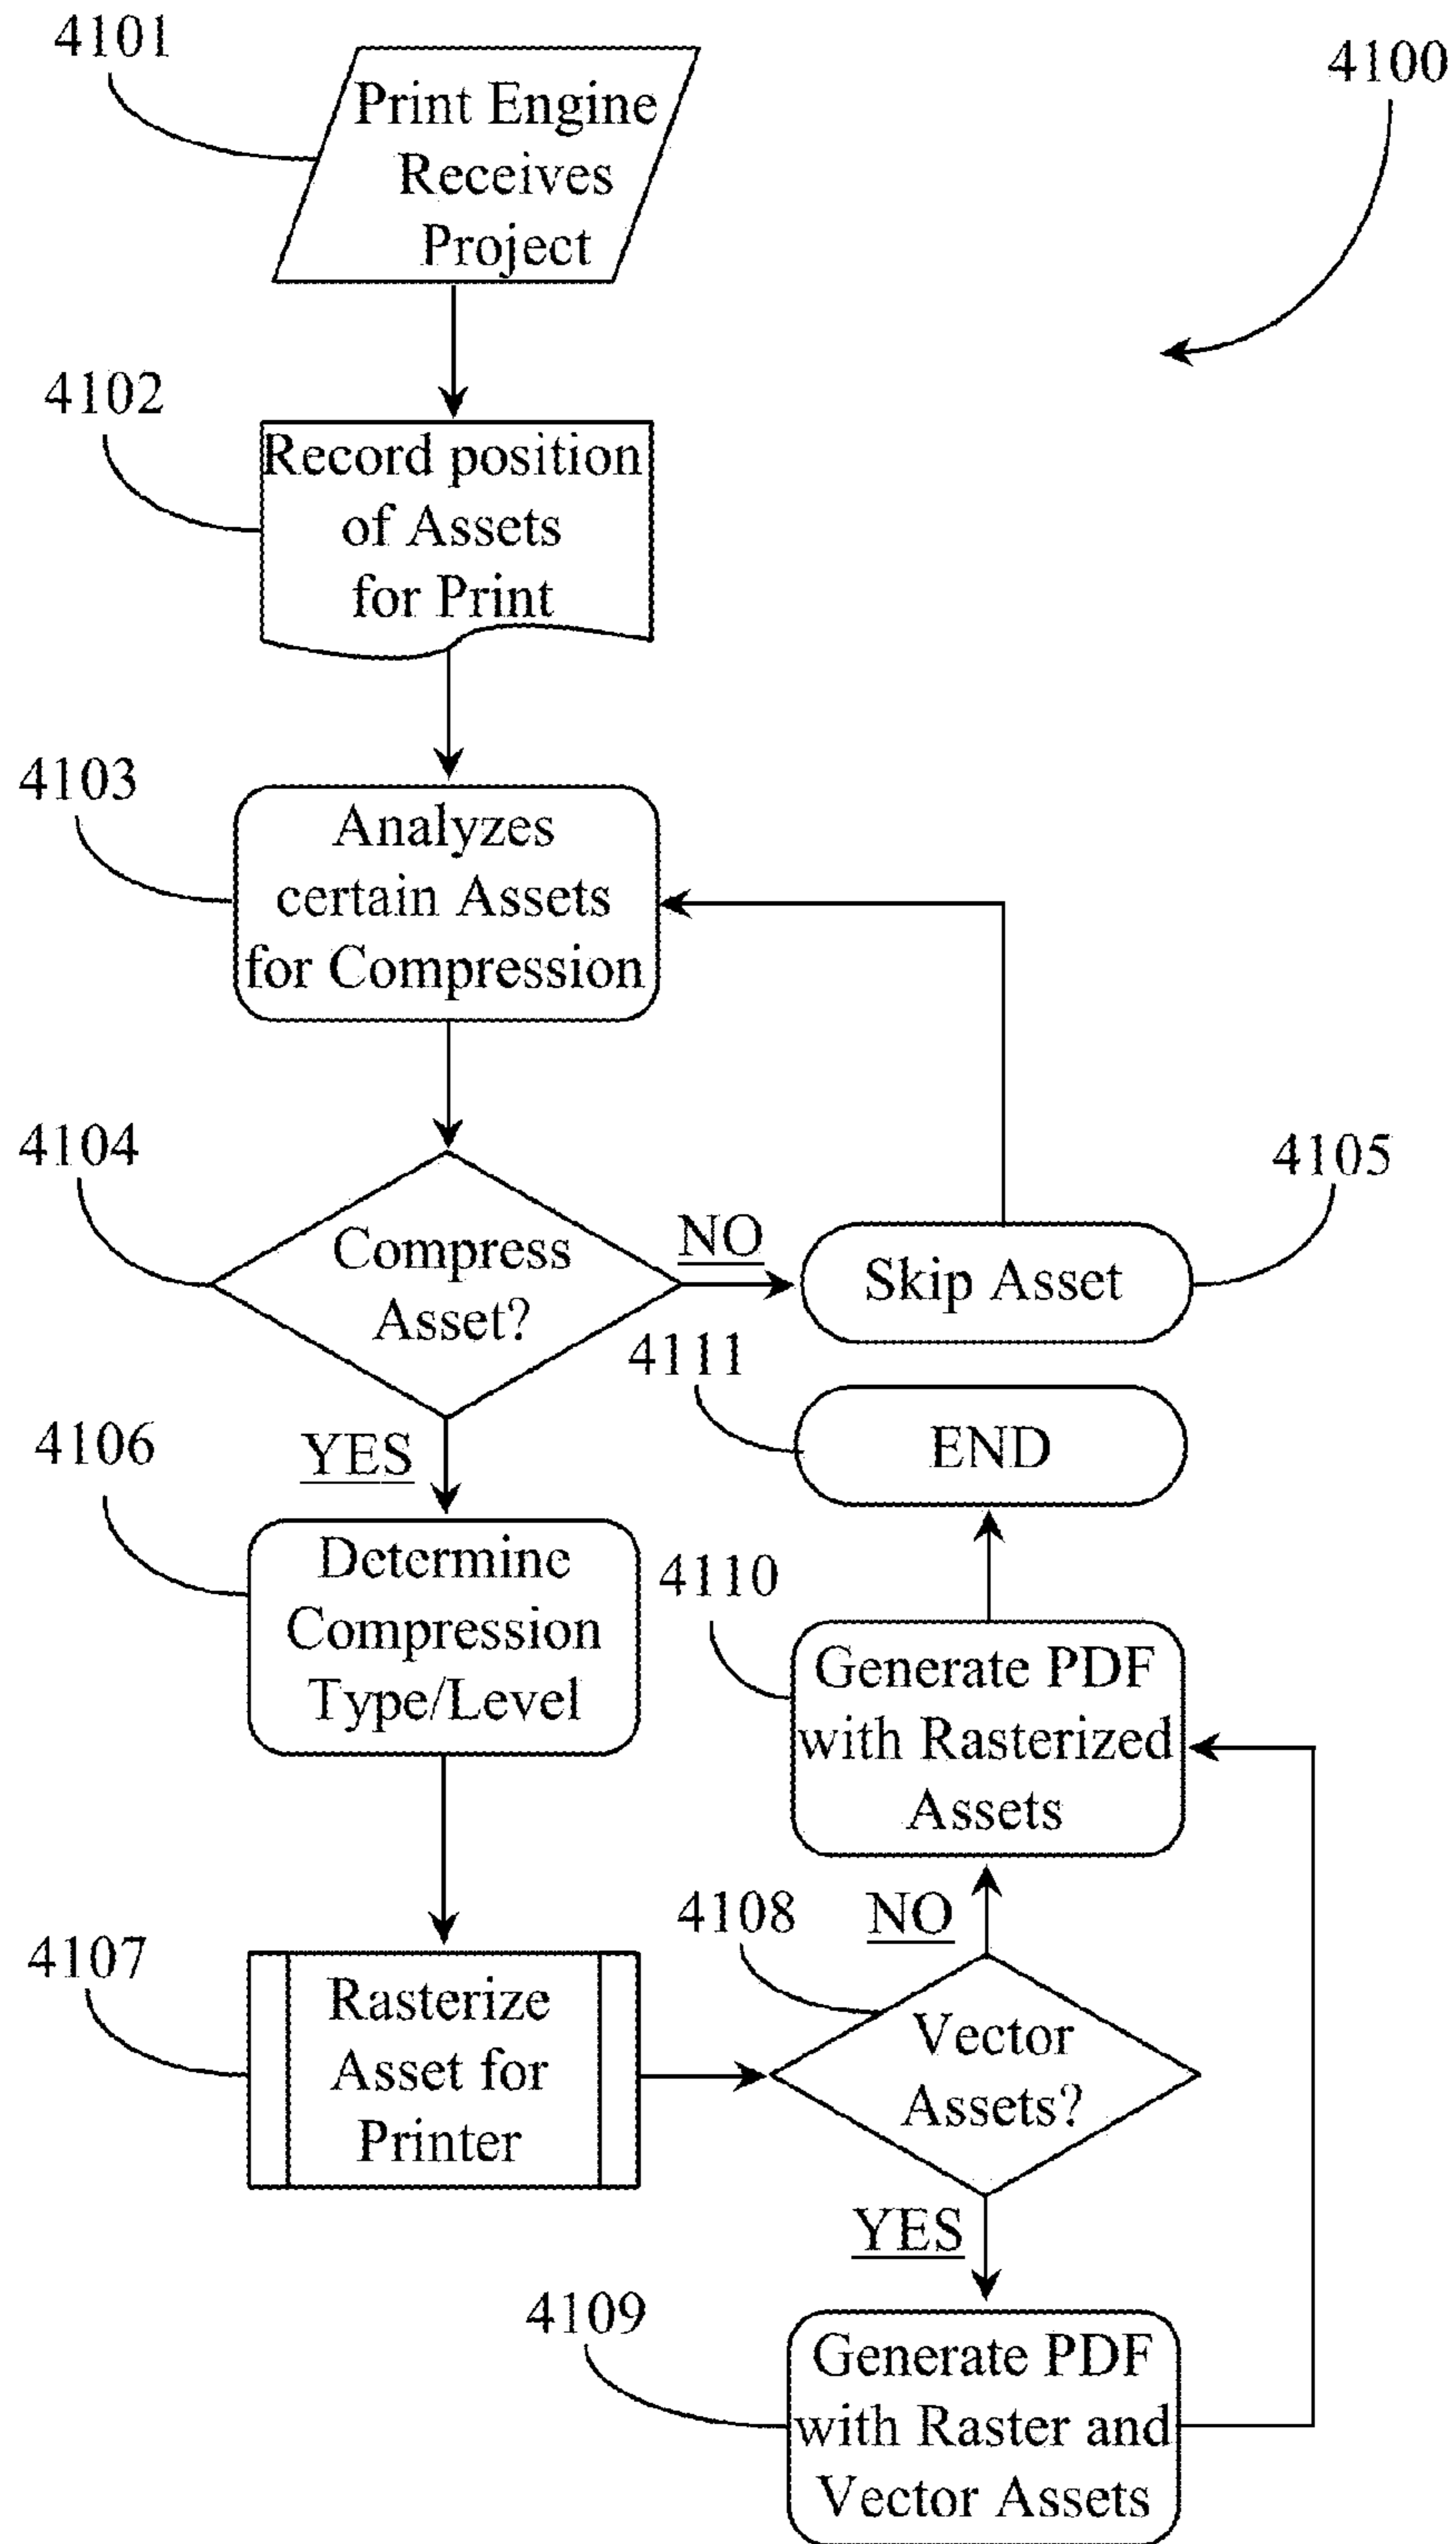 4101
4100
Print Engine
Receives
Project
4102
Record position
of Assets
for Print
4103
Analyzes
certain Assets
for Compression
4104
Compress
Asset?
NO
4105
Skip Asset
4111
END
YES
4106
Determine
Compression
Type/Level
4110
Generate PDF
with Rasterized
Assets
4107
Rasterize
Asset for
Printer
4108
NO
Vector
Assets?
YES
4109
Generate PDF
with Raster and
Vector Assets